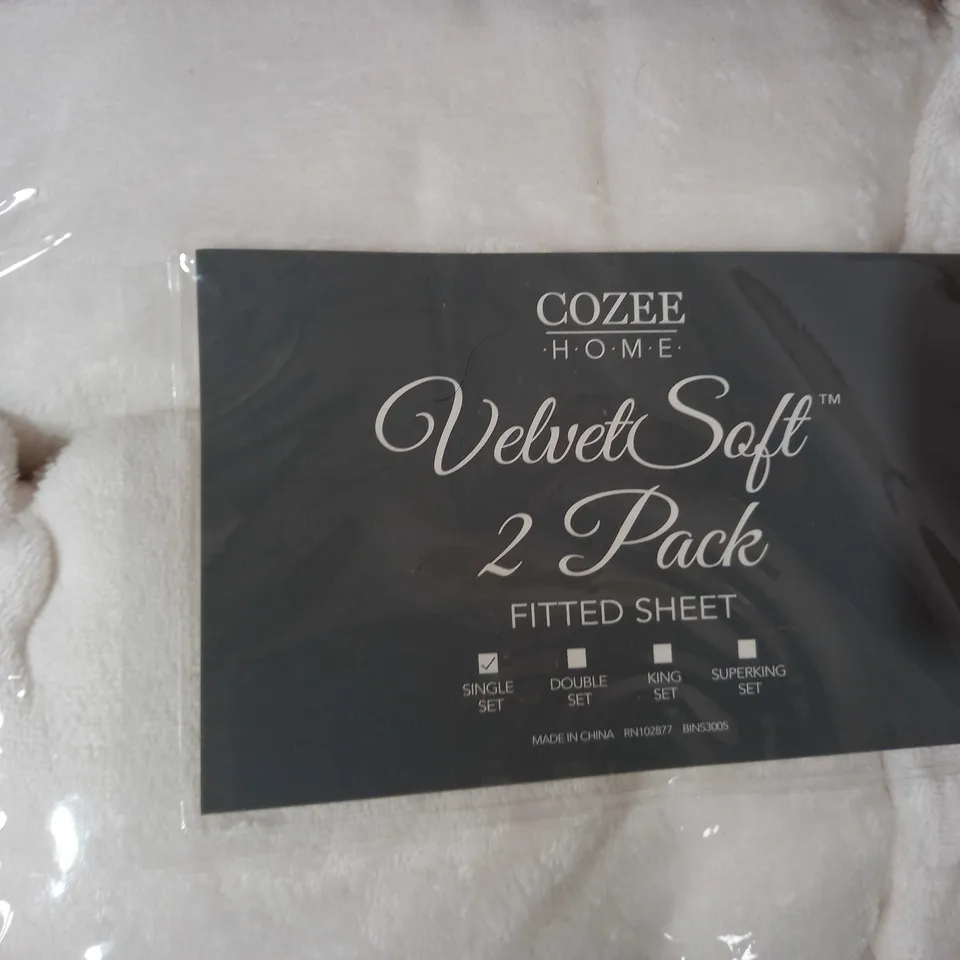 COZEE
·H·O·M·E·
VelvetSoft™
2 Pack
FITTED SHEET
SINGLE SET
DOUBLE SET
KING SET
SUPERKING SET
MADE IN CHINA RN102877 BINS3005